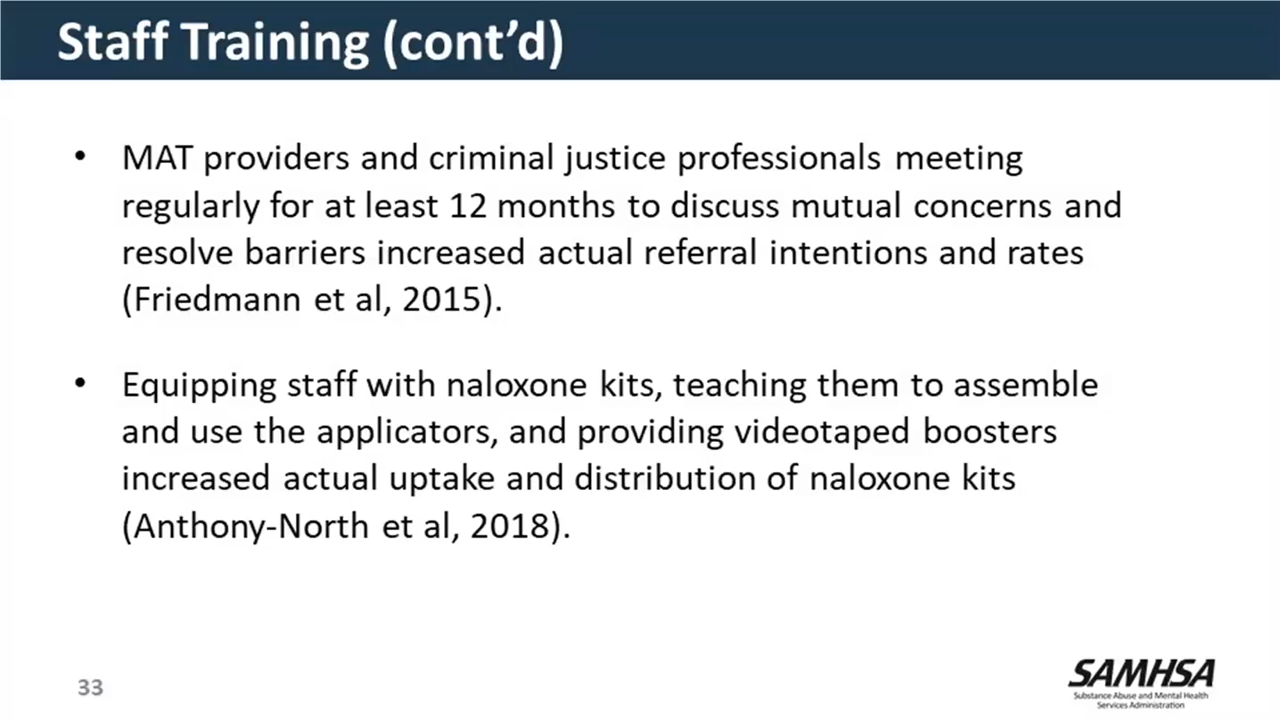 Staff Training (cont’d)
• MAT providers and criminal justice professionals meeting
regularly for at least 12 months to discuss mutual concerns and
resolve barriers increased actual referral intentions and rates
(Friedmann et al, 2015).
• Equipping staff with naloxone kits, teaching them to assemble
and use the applicators, and providing videotaped boosters
increased actual uptake and distribution of naloxone kits
(Anthony-North et al, 2018).
33
SAMHSA
Substance Abuse and Mental Health
Services Administration